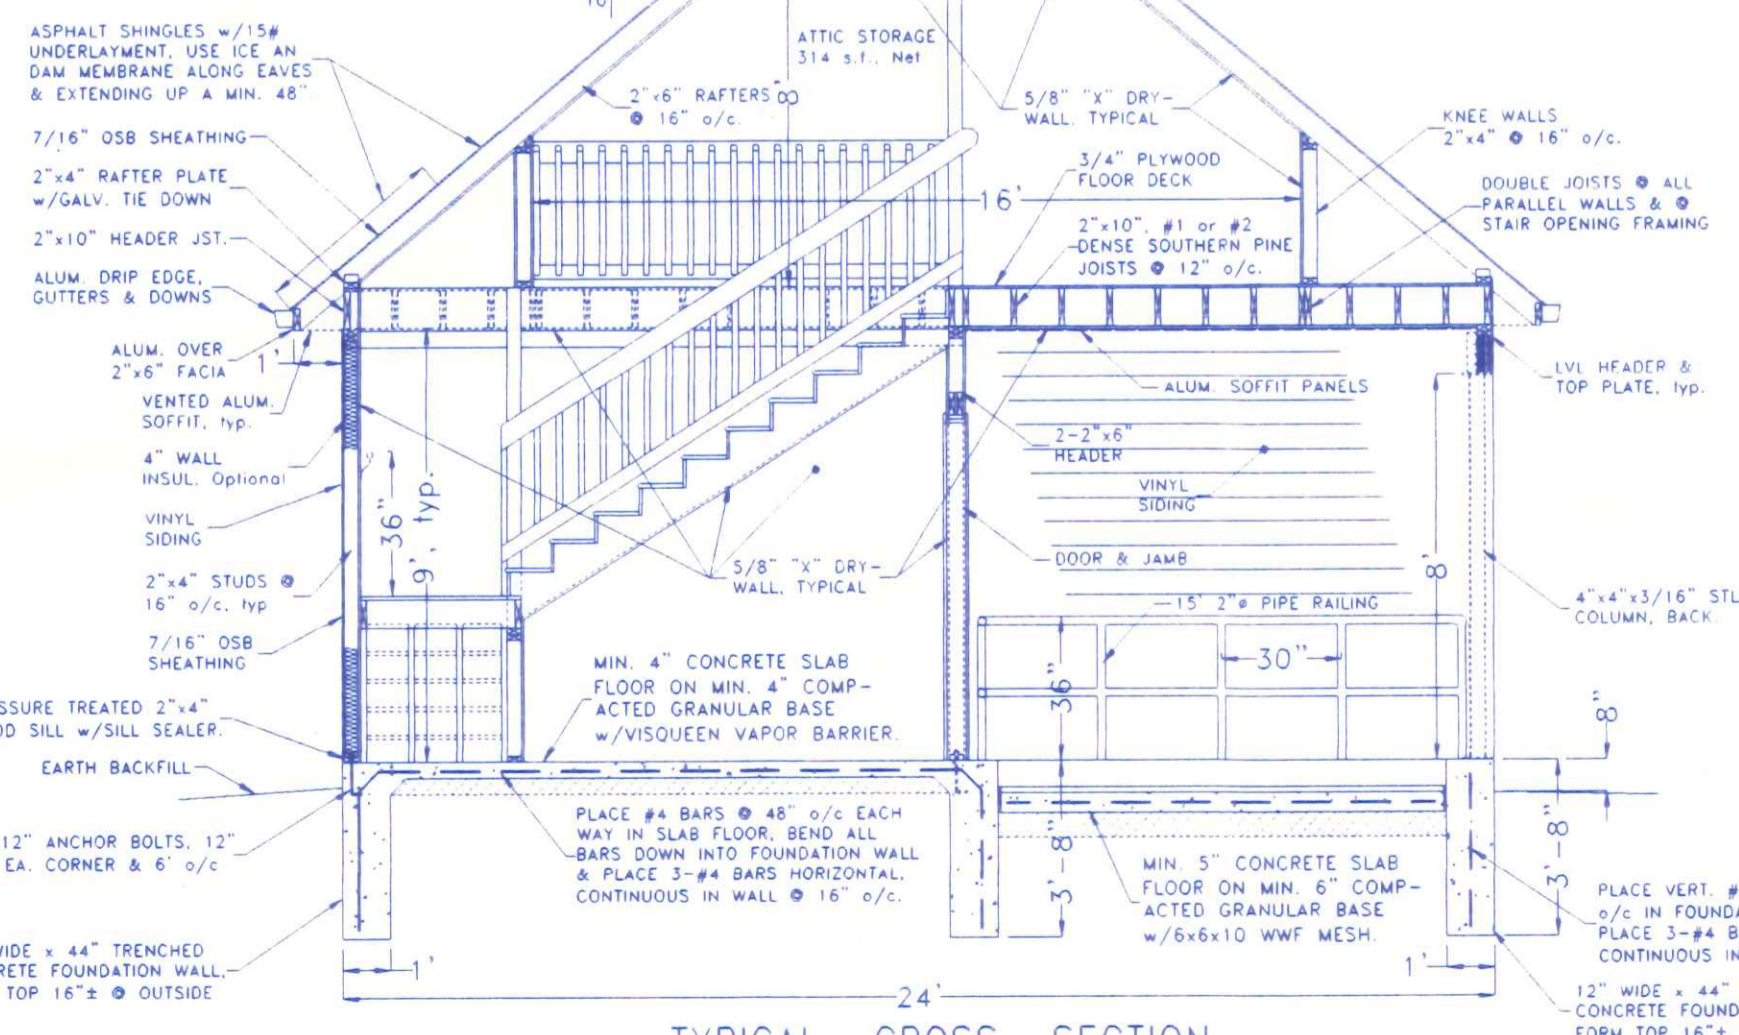 ASPHALT SHINGLES w/15#
UNDERLAYMENT, USE ICE AN
DAM MEMBRANE ALONG EAVES
& EXTENDING UP A MIN. 48"
7/16" OSB SHEATHING
2"x4" RAFTER PLATE
w/GALV. TIE DOWN
2"x10" HEADER JST.
ALUM. DRIP EDGE,
GUTTERS & DOWNS
ALUM. OVER
2"x6" FACIA
1'
VENTED ALUM.
SOFFIT, typ.
4" WALL
INSUL. Optional
VINYL
SIDING
2"x4" STUDS @
16" o/c, typ
7/16" OSB
SHEATHING
SSURE TREATED 2"x4"
OD SILL w/SILL SEALER.
EARTH BACKFILL
12" ANCHOR BOLTS, 12"
EA. CORNER & 6' o/c
WIDE x 44" TRENCHED
RETE FOUNDATION WALL,
TOP 16"± @ OUTSIDE
ATTIC STORAGE
314 s.f., Net
2"x6" RAFTERS
@ 16" o/c.
8'
5/8" "X" DRY-
WALL, TYPICAL
3/4" PLYWOOD
FLOOR DECK
16'
2"x10", #1 or #2
DENSE SOUTHERN PINE
JOISTS @ 12" o/c.
KNEE WALLS
2"x4" @ 16" o/c.
DOUBLE JOISTS @ ALL
PARALLEL WALLS & @
STAIR OPENING FRAMING
ALUM. SOFFIT PANELS
LVL HEADER &
TOP PLATE, typ.
2-2"x6"
HEADER
VINYL
SIDING
36"
9', typ.
5/8" "X" DRY-
WALL, TYPICAL
DOOR & JAMB
8'
15' 2"ø PIPE RAILING
4"x4"x3/16" STL
COLUMN, BACK.
30"
36"
8"
MIN. 4" CONCRETE SLAB
FLOOR ON MIN. 4" COMP-
ACTED GRANULAR BASE
w/VISQUEEN VAPOR BARRIER.
PLACE #4 BARS @ 48" o/c EACH
WAY IN SLAB FLOOR, BEND ALL
BARS DOWN INTO FOUNDATION WALL
& PLACE 3-#4 BARS HORIZONTAL,
CONTINUOUS IN WALL @ 16" o/c.
3'-8"
MIN. 5" CONCRETE SLAB
FLOOR ON MIN. 6" COMP-
ACTED GRANULAR BASE
w/6x6x10 WWF MESH.
3'-8"
PLACE VERT. #
o/c IN FOUNDA
PLACE 3-#4 B
CONTINUOUS IN
12" WIDE x 44"
CONCRETE FOUND
FORM TOP 16"±
1'
1'
24'
TYPICAL CROSS SECTION